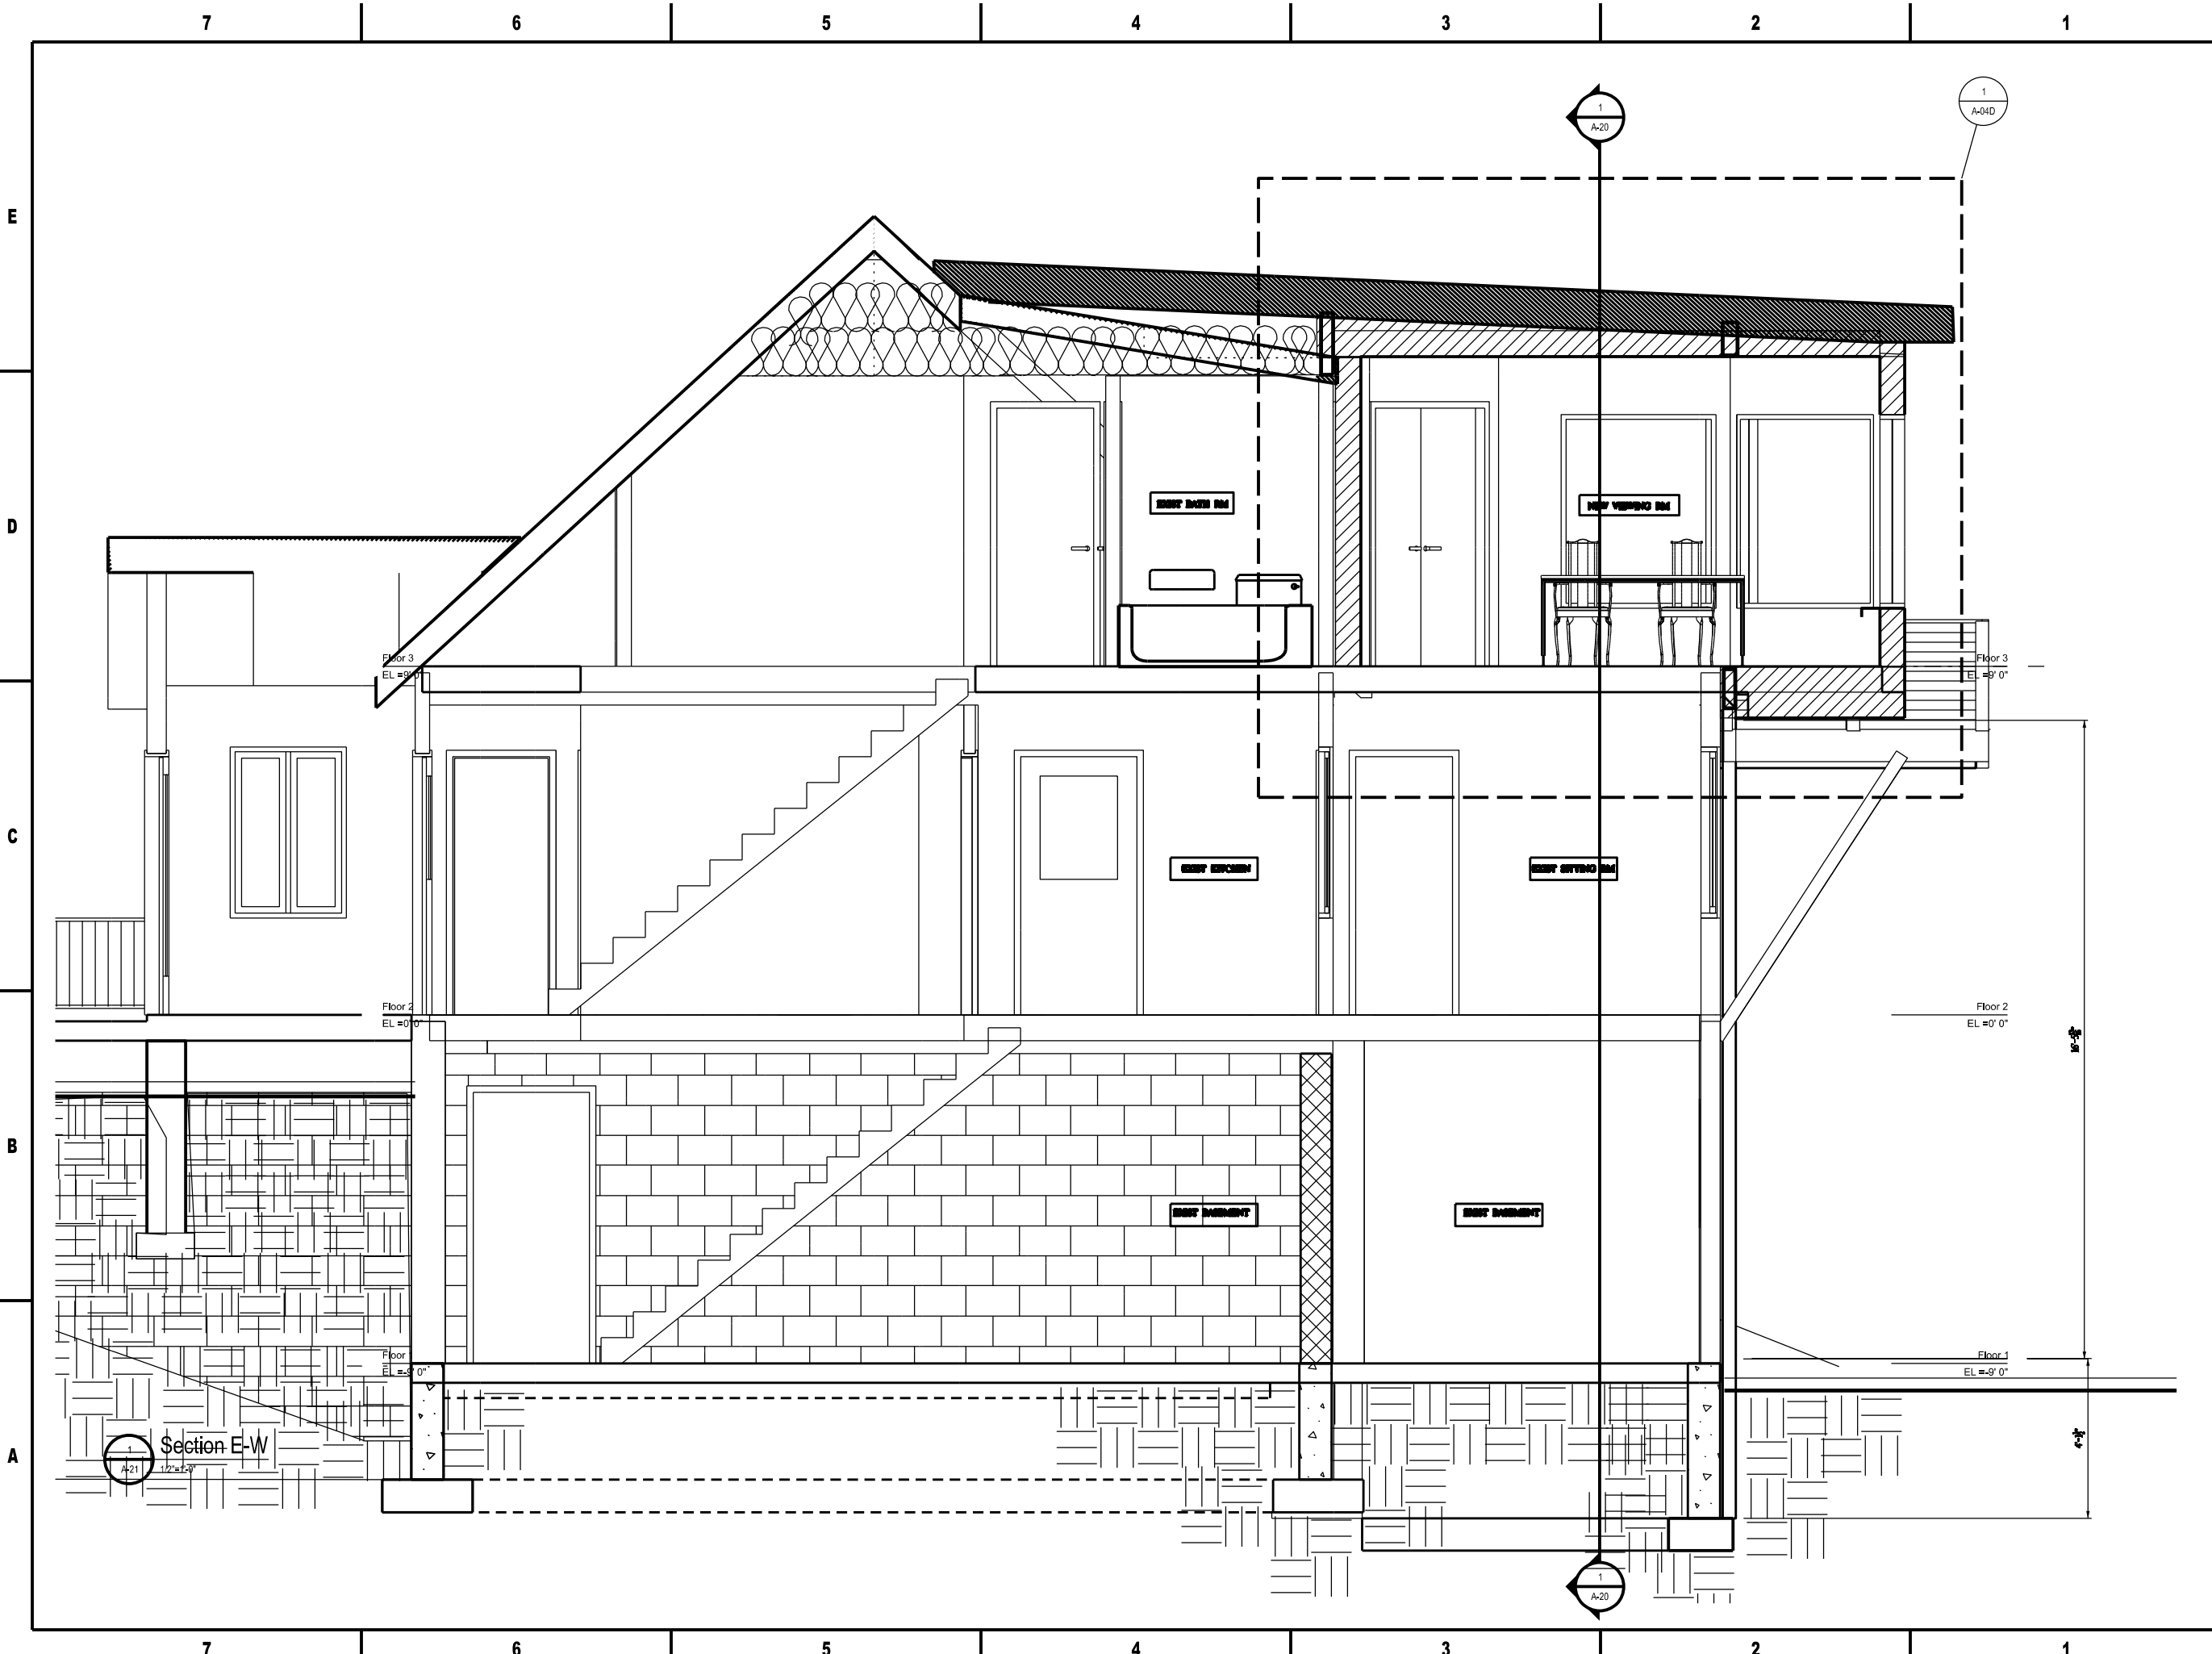 7 6 5 4 3 2 1
1
A-04D
1
A-20
E
EXIST BATH RM
NEW VIEWING RM
D
Floor 3
EL =9' 0"
Floor 3
EL =9' 0"
EXIST KITCHEN
EXIST SITTING RM
C
Floor 2
EL =0' 0"
Floor 2
EL =0' 0"
B
EXIST BASEMENT
EXIST BASEMENT
Floor 1
EL =-9' 0"
Floor 1
EL =-9' 0"
A
1
A-21
Section E-W
1/2"=1'-0"
1
A-20
7 6 5 4 3 2 1